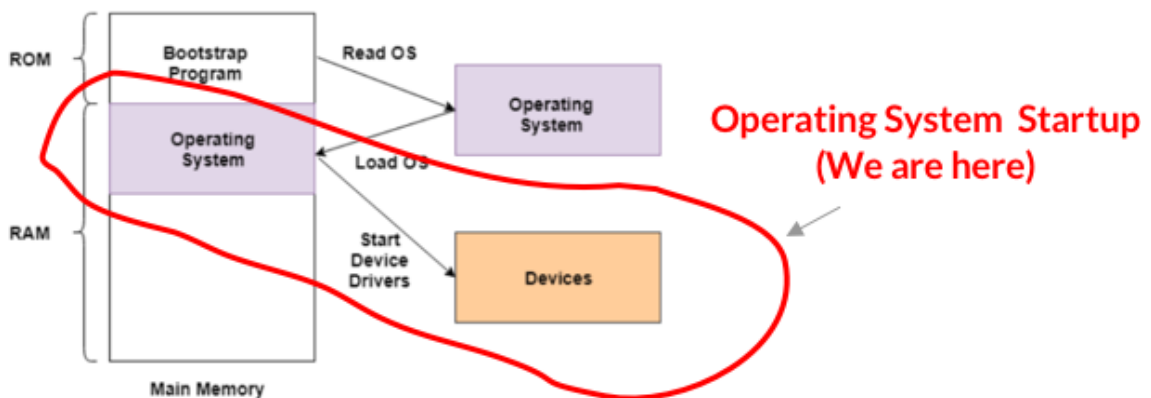 ROM
Bootstrap
Program
Read OS
Operating
System
Operating System Startup
(We are here)
Operating
System
Load OS
RAM
Start
Device
Drivers
Devices
Main Memory